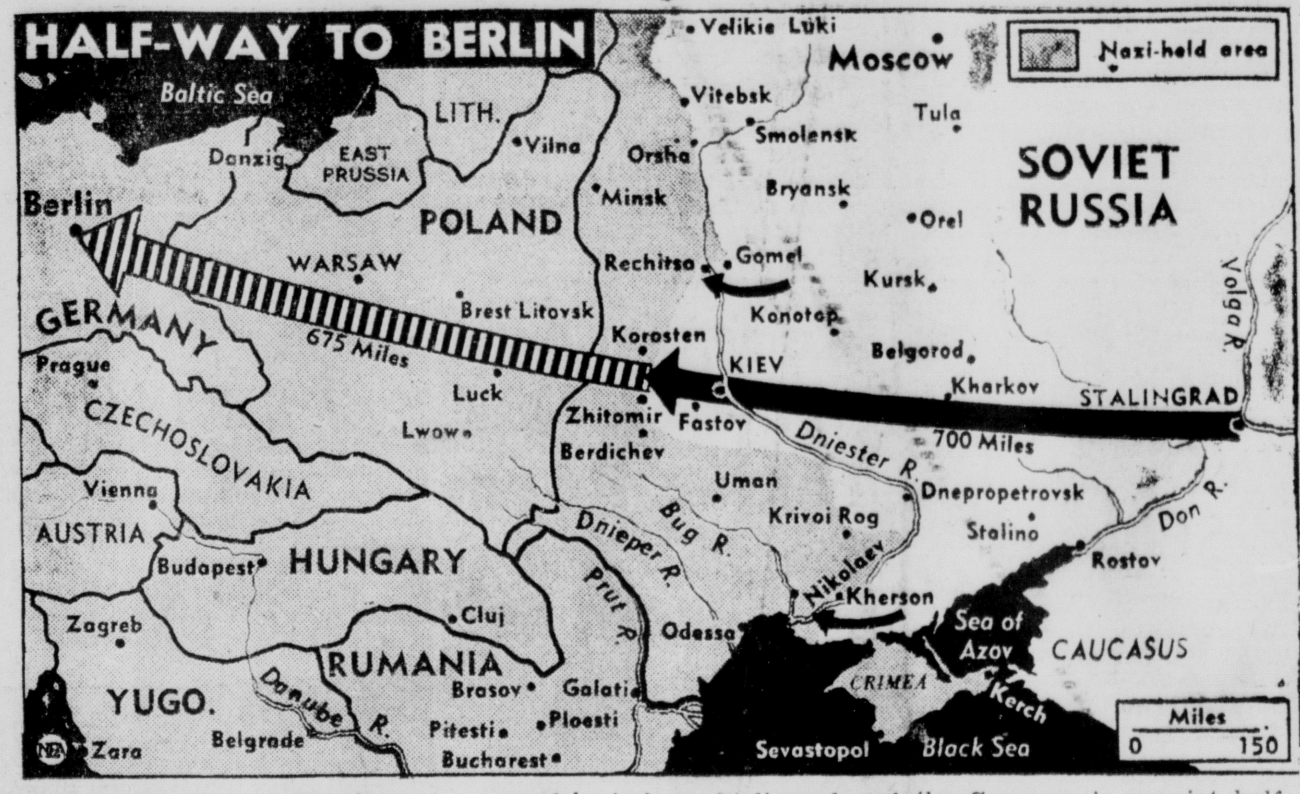 HALF-WAY TO BERLIN
Nazi-held area
Velikie Luki
Moscow
Baltic Sea
LITH.
Vitebsk
Tula
Smolensk
Vilna
Orsha
Danzig
EAST
PRUSSIA
SOVIET
RUSSIA
Minsk
Bryansk
Berlin
POLAND
Orel
WARSAW
Rechitsa
Gomel
Kursk
Volga R.
Brest Litovsk
GERMANY
Konotop
675 Miles
Korosten
Belgorod
Prague
KIEV
Luck
Kharkov
STALINGRAD
Zhitomir
Fastov
CZECHOSLOVAKIA
Lwow
700 Miles
Dniester R.
Berdichev
Vienna
Uman
Dnepropetrovsk
Bug R.
Krivoi Rog
Don R.
AUSTRIA
Dnieper R.
Stalino
HUNGARY
Budapest
Rostov
Nikolaev
Prut R.
Kherson
Cluj
Zagreb
Odessa
Sea of
Azov
CAUCASUS
RUMANIA
Brasov
Galati
CRIMEA
Kerch
YUGO.
Danube R.
Pitesti
Ploesti
Miles
0 150
Belgrade
NEA
Zara
Bucharest
Sevastopol
Black Sea